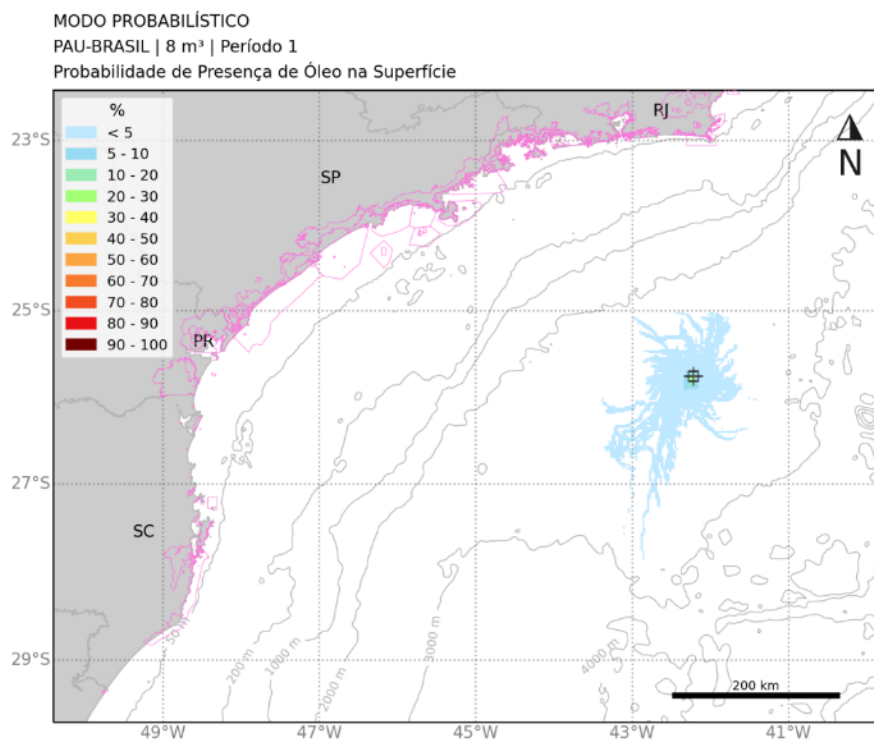 MODO PROBABILÍSTICO
PAU-BRASIL | 8 m³ | Período 1
Probabilidade de Presença de Óleo na Superfície
%
< 5
5 - 10
10 - 20
20 - 30
30 - 40
40 - 50
50 - 60
60 - 70
70 - 80
80 - 90
90 - 100
RJ
N
SP
PR
SC
23°S
25°S
27°S
29°S
50 m
200 m
1000 m
2000 m
3000 m
4000 m
200 km
49°W
47°W
45°W
43°W
41°W